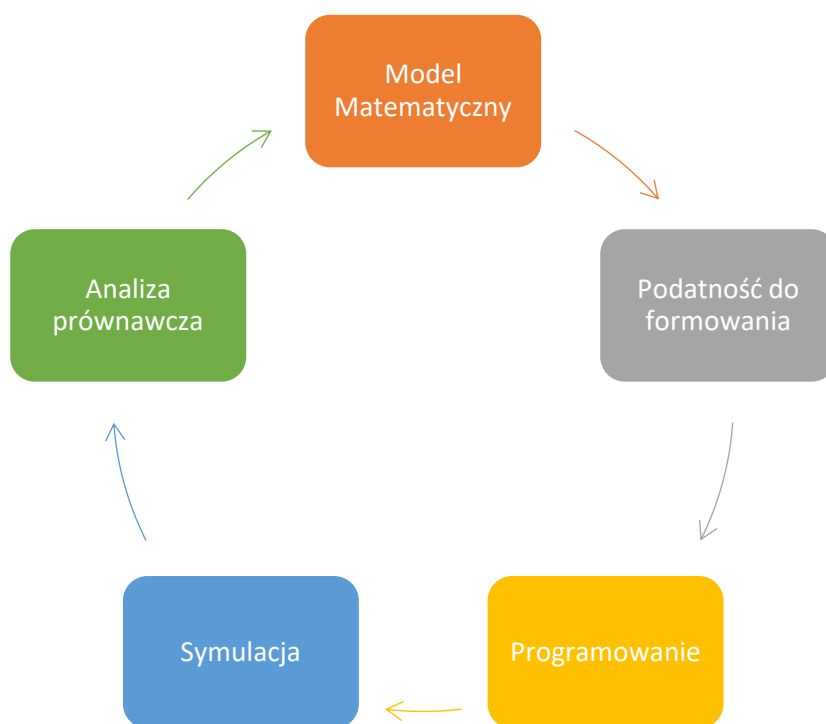 Model
Matematyczny
Podatność do
formowania
Programowanie
Symulacja
Analiza
prównawcza